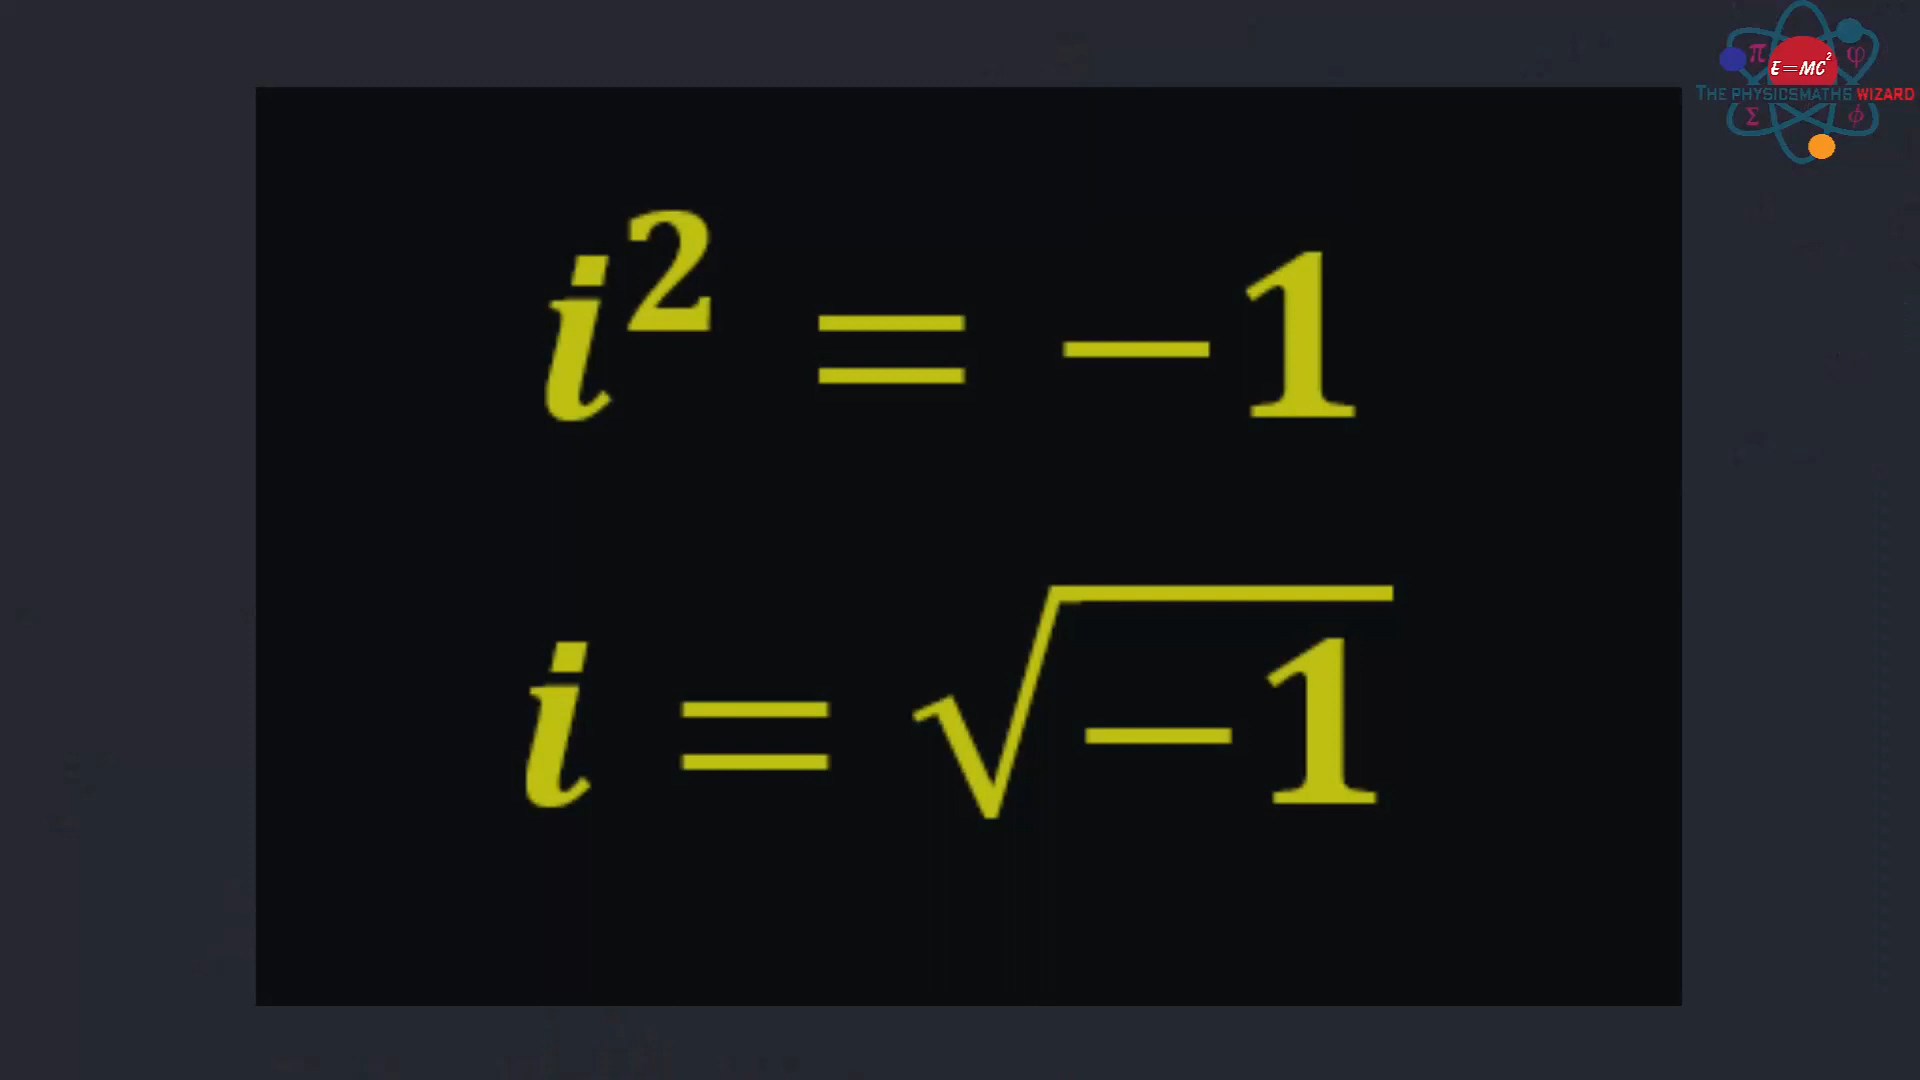 π φ
E=MC²
THE PHYSICSMATHS WIZARD
Σ ϕ
i² = −1
i = √−1